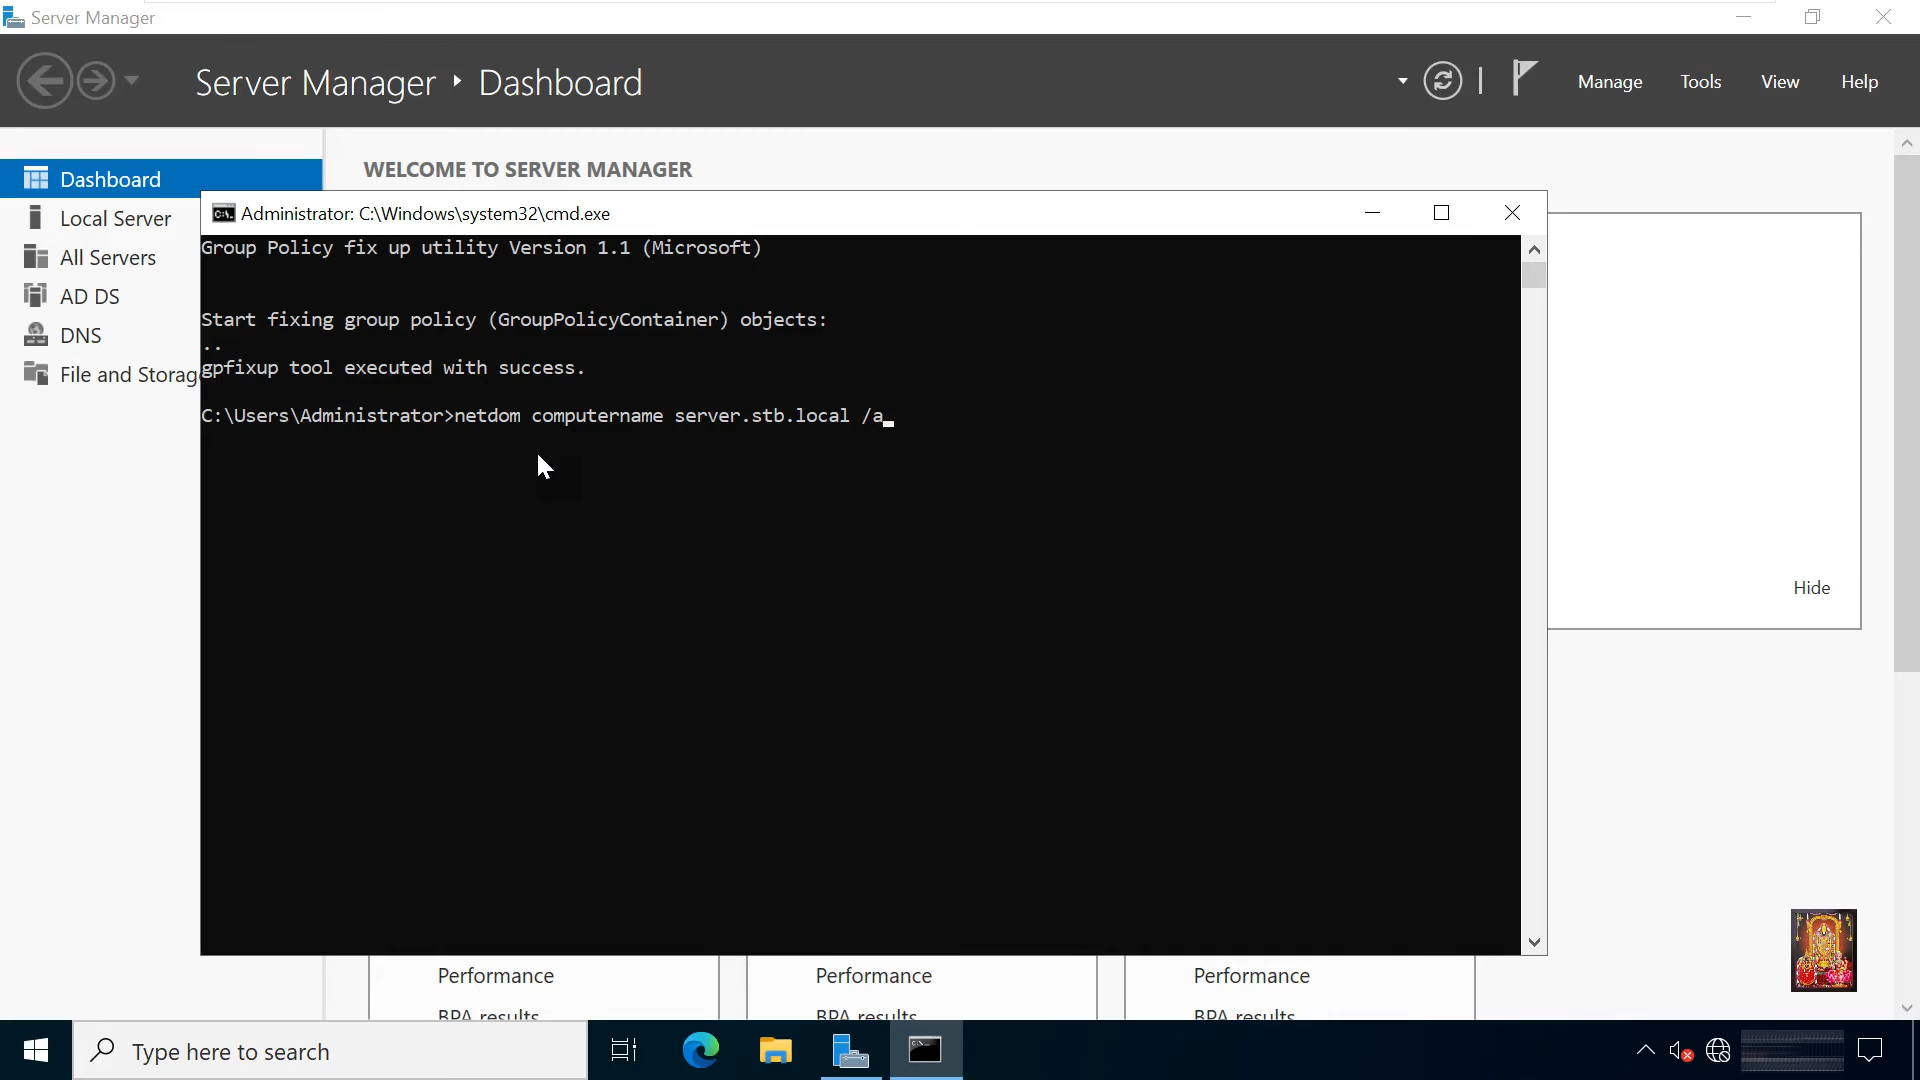 Server Manager
Server Manager
Dashboard
Manage
Tools
View
Help
Dashboard
Local Server
All Servers
AD DS
DNS
File and Storag
WELCOME TO SERVER MANAGER
Administrator: C:\Windows\system32\cmd.exe
Group Policy fix up utility Version 1.1 (Microsoft)
Start fixing group policy (GroupPolicyContainer) objects:
..
gpfixup tool executed with success.
C:\Users\Administrator>netdom computername server.stb.local /a_
Hide
Performance
Performance
Performance
BPA results
BPA results
BPA results
Type here to search